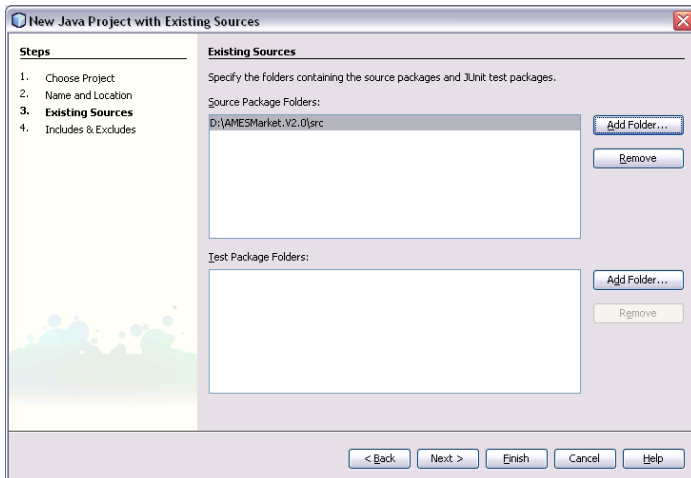 New Java Project with Existing Sources
Steps
1. Choose Project
2. Name and Location
3. Existing Sources
4. Includes & Excludes
Existing Sources
Specify the folders containing the source packages and JUnit test packages.
Source Package Folders:
D:\AMESMarket.V2.0\src
Add Folder...
Remove
Test Package Folders:
Add Folder...
Remove
< Back
Next >
Finish
Cancel
Help